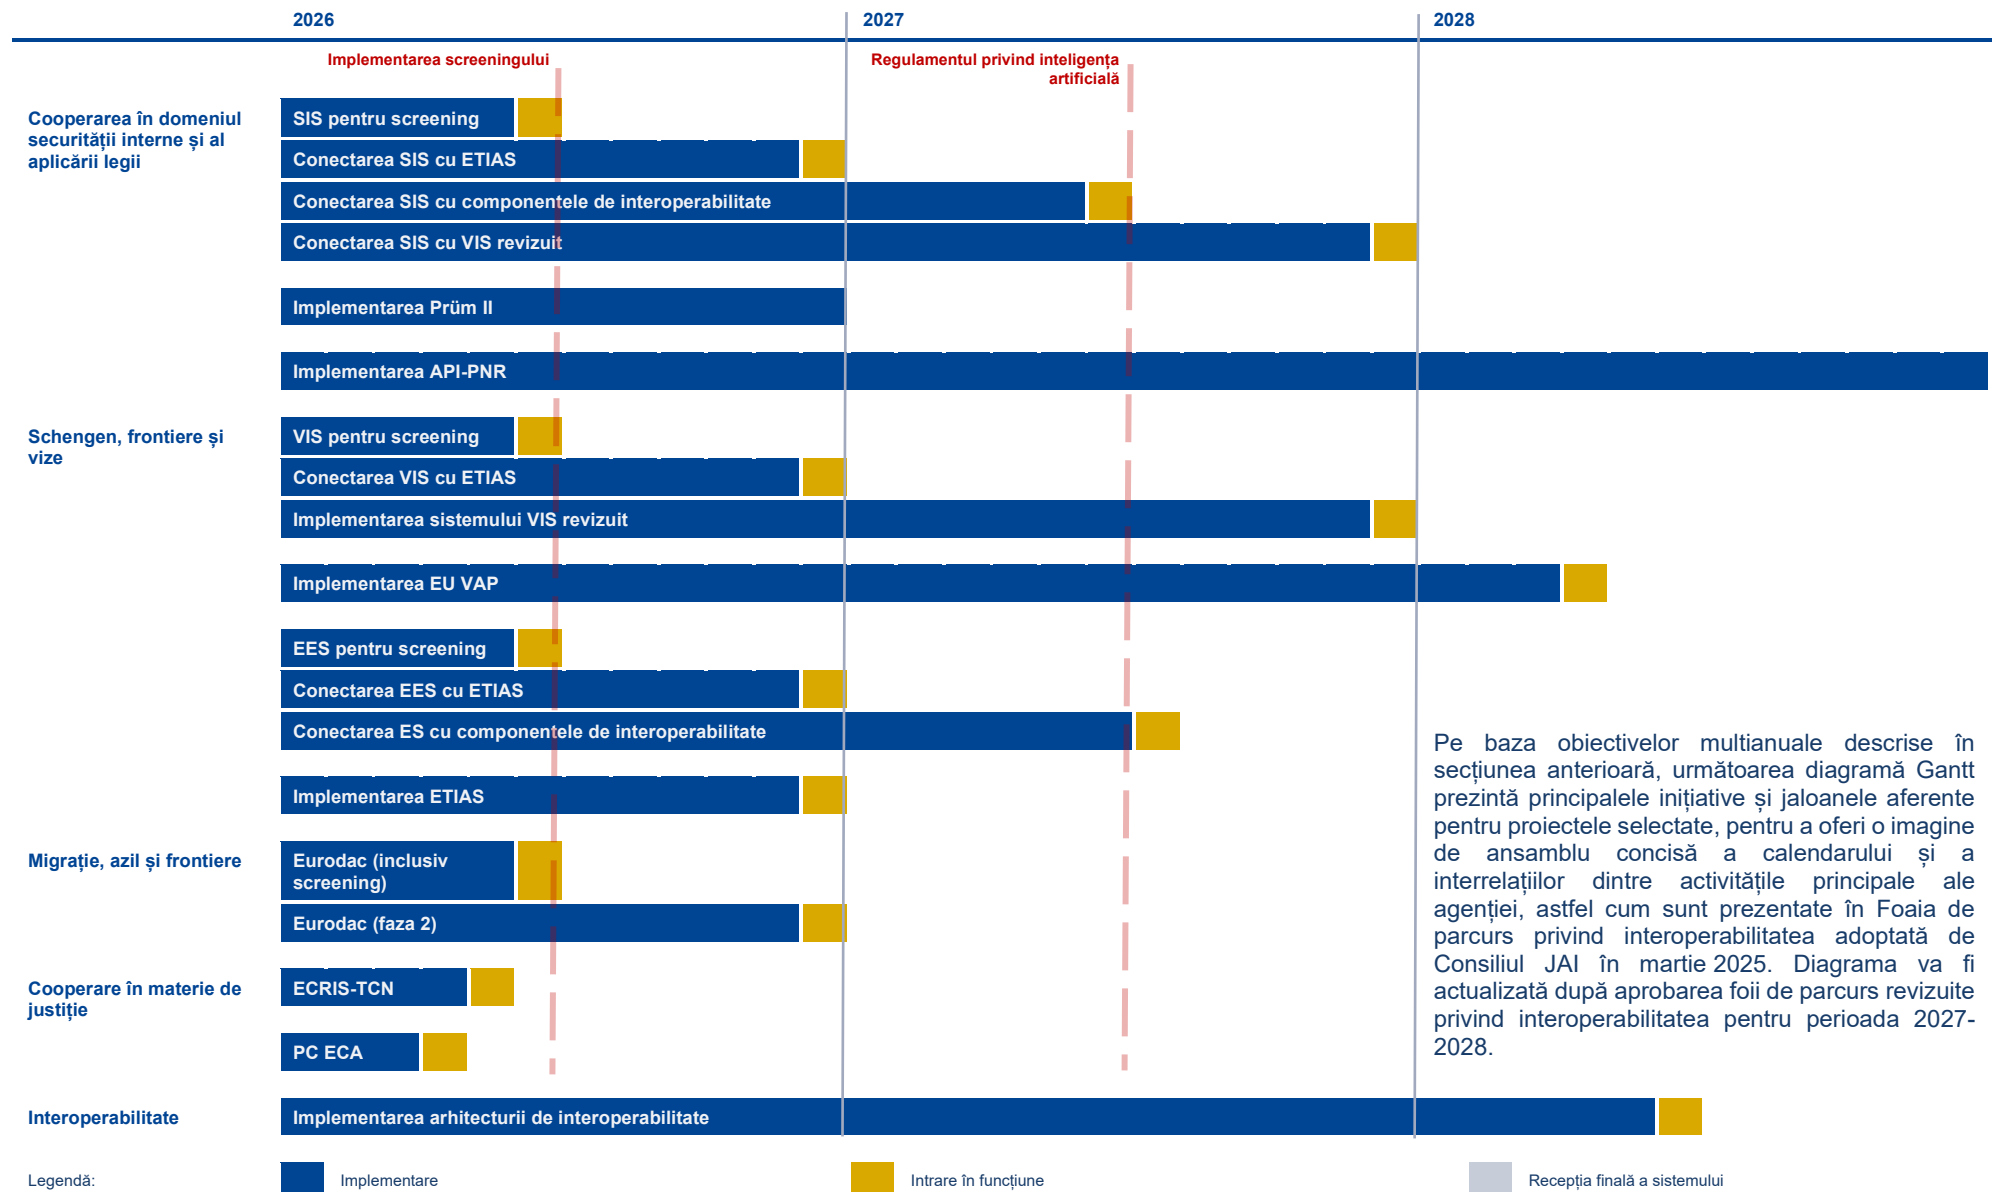 2026
2027
2028
Implementarea screeningului
Regulamentul privind inteligența
artificială
Cooperarea în domeniul
securității interne și al
aplicării legii
SIS pentru screening
Conectarea SIS cu ETIAS
Conectarea SIS cu componentele de interoperabilitate
Conectarea SIS cu VIS revizuit
Implementarea Prüm II
Implementarea API-PNR
Schengen, frontiere și
vize
VIS pentru screening
Conectarea VIS cu ETIAS
Implementarea sistemului VIS revizuit
Implementarea EU VAP
EES pentru screening
Conectarea EES cu ETIAS
Conectarea ES cu componentele de interoperabilitate
Implementarea ETIAS
Migrație, azil și frontiere
Eurodac (inclusiv
screening)
Eurodac (faza 2)
Cooperare în materie de
justiție
ECRIS-TCN
PC ECA
Interoperabilitate
Implementarea arhitecturii de interoperabilitate
Pe baza obiectivelor multianuale descrise în
secțiunea anterioară, următoarea diagramă Gantt
prezintă principalele inițiative și jaloanele aferente
pentru proiectele selectate, pentru a oferi o imagine
de ansamblu concisă a calendarului și a
interrelațiilor dintre activitățile principale ale
agenției, astfel cum sunt prezentate în Foaia de
parcurs privind interoperabilitatea adoptată de
Consiliul JAI în martie 2025. Diagrama va fi
actualizată după aprobarea foii de parcurs revizuite
privind interoperabilitatea pentru perioada 2027-
2028.
Legendă:
Implementare
Intrare în funcțiune
Recepția finală a sistemului